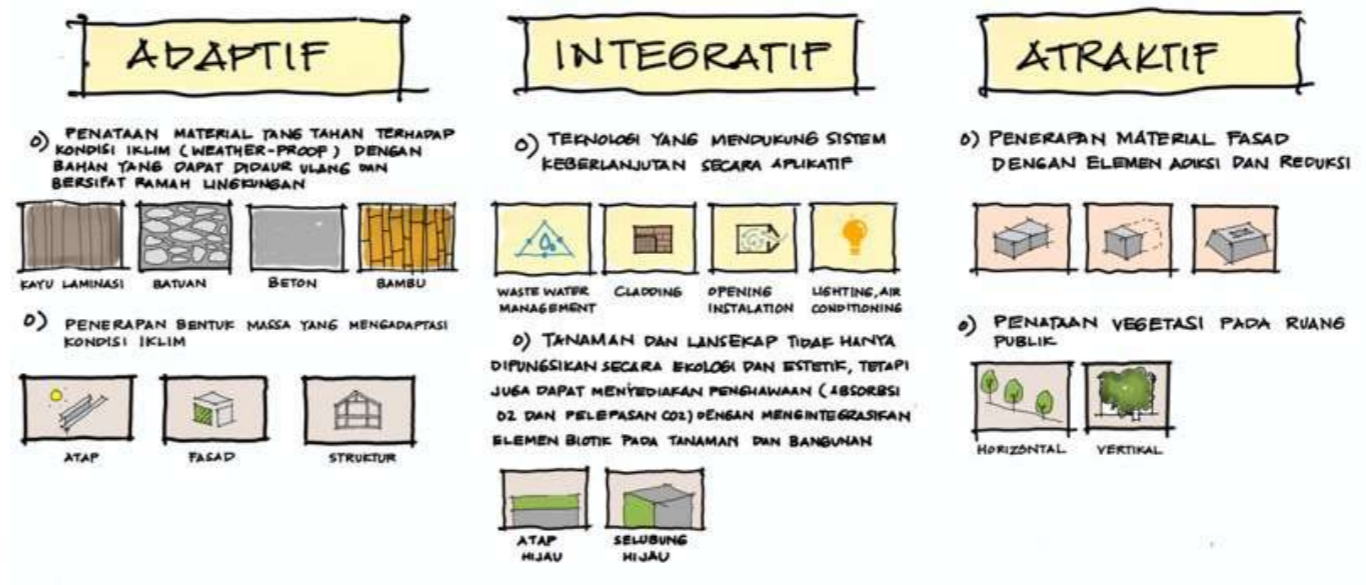 ADAPTIF
O) PENATAAN MATERIAL YANG TAHAN TERHADAP
KONDISI IKLIM (WEATHER-PROOF) DENGAN
BAHAN YANG DAPAT DIDAUR ULANG DAN
BERSIFAT RAMAH LINGKUNGAN
KAYU LAMINASI
BATUAN
BETON
BAMBU
O) PENERAPAN BENTUK MASSA YANG MENGADAPTASI
KONDISI IKLIM
ATAP
FASAD
STRUKTUR
INTEGRATIF
O) TEKNOLOGI YANG MENDUKUNG SISTEM
KEBERLANJUTAN SECARA APLIKATIF
WASTE WATER
MANAGEMENT
CLADDING
OPENING
INSTALATION
LIGHTING, AIR
CONDITIONING
O) TANAMAN DAN LANSEKAP TIDAK HANYA
DIFUNGSIKAN SECARA EKOLOGI DAN ESTETIK, TETAPI
JUGA DAPAT MENYEDIAKAN PENGHAWAAN (ABSORBSI
O2 DAN PELEPASAN CO2) DENGAN MENGINTEGRASIKAN
ELEMEN BIOTIK PADA TANAMAN DAN BANGUNAN
ATAP
HIJAU
SELUBUNG
HIJAU
ATRAKTIF
O) PENERAPAN MATERIAL FASAD
DENGAN ELEMEN ADIKSI DAN REDUKSI
O) PENATAAN VEGETASI PADA RUANG
PUBLIK
HORIZONTAL
VERTIKAL